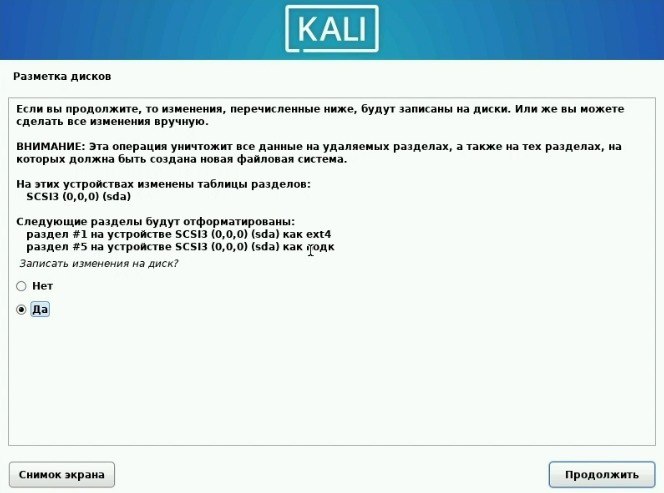 KALI
Разметка дисков
Если вы продолжите, то изменения, перечисленные ниже, будут записаны на диски. Или же вы можете
сделать все изменения вручную.
ВНИМАНИЕ: Эта операция уничтожит все данные на удаляемых разделах, а также на тех разделах, на
которых должна быть создана новая файловая система.
На этих устройствах изменены таблицы разделов:
SCSI3 (0,0,0) (sda)
Следующие разделы будут отформатированы:
раздел #1 на устройстве SCSI3 (0,0,0) (sda) как ext4
раздел #5 на устройстве SCSI3 (0,0,0) (sda) как
Записать изменения на диск?
Нет
Да
Снимок экрана
Продолжить